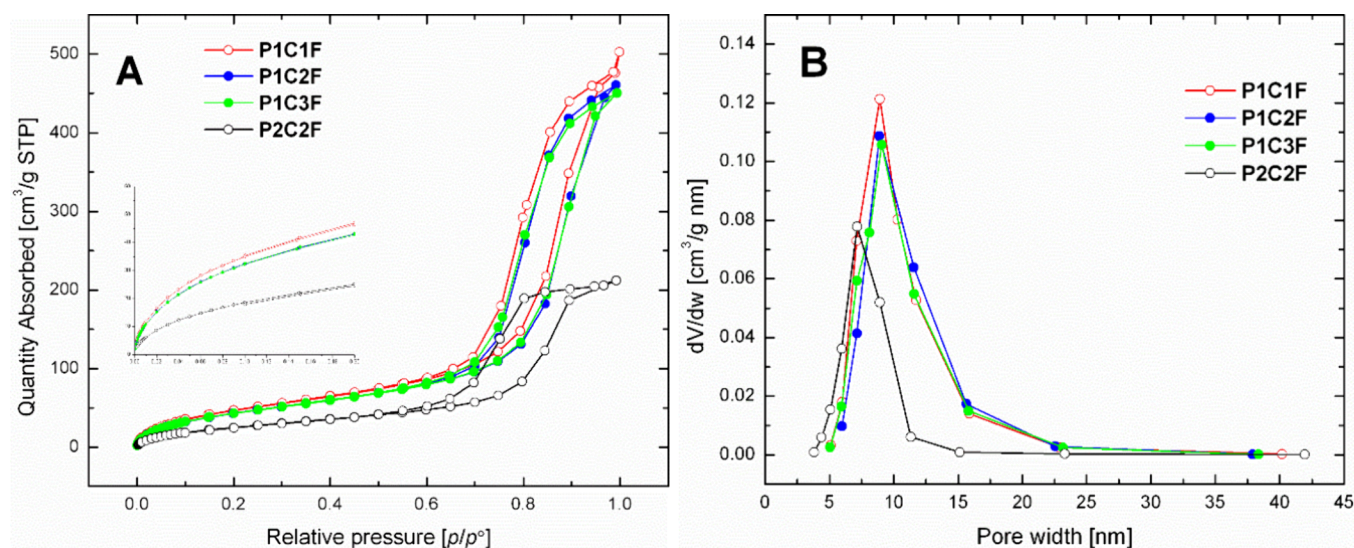 A
P1C1F
P1C2F
P1C3F
P2C2F
Quantity Absorbed [cm³/g STP]
500
400
300
200
100
0
0.0 0.2 0.4 0.6 0.8 1.0
Relative pressure [p/p°]
B
P1C1F
P1C2F
P1C3F
P2C2F
dV/dw [cm³/g nm]
0.14
0.12
0.10
0.08
0.06
0.04
0.02
0.00
0 5 10 15 20 25 30 35 40 45
Pore width [nm]